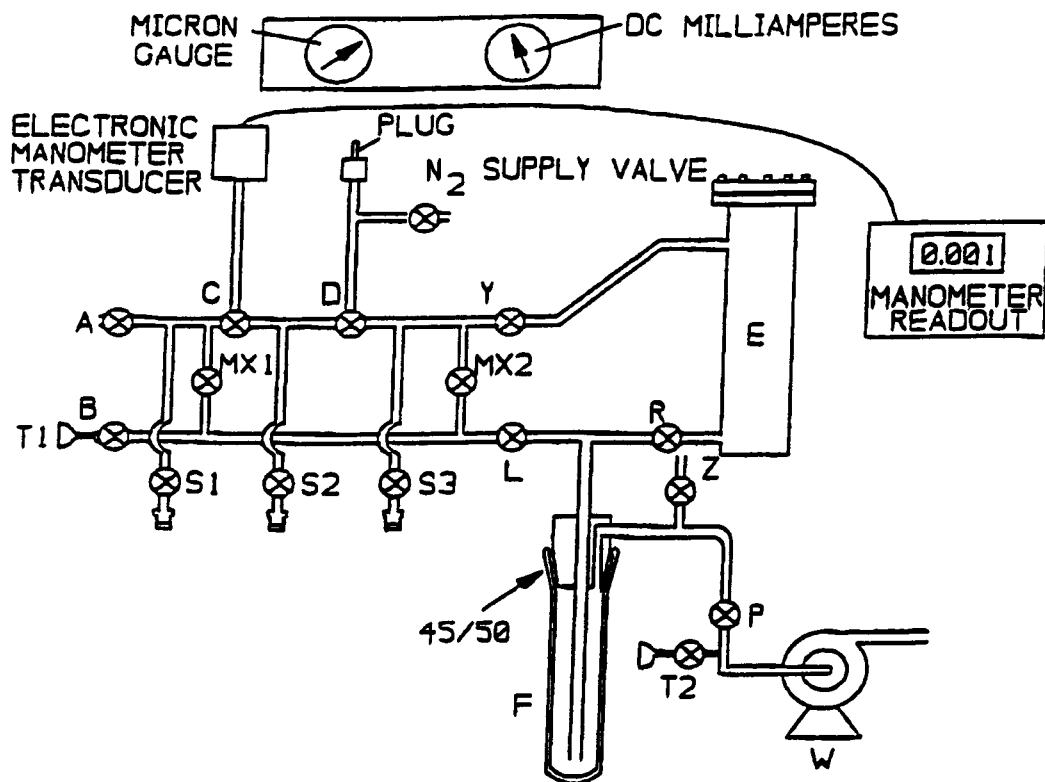 MICRON
GAUGE
DC MILLIAMPERES
ELECTRONIC
MANOMETER
TRANSDUCER
PLUG
N2 SUPPLY VALVE
0.001
MANOMETER
READOUT
C
D
Y
A
E
MX1
MX2
B
R
T1
L
Z
S1
S2
S3
45/50
P
T2
F
W